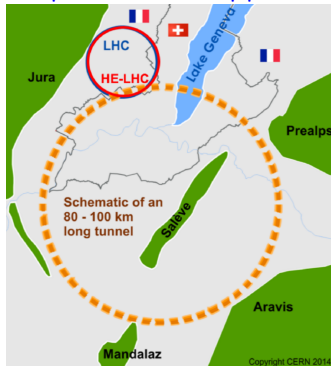 LHC
HE-LHC
Lake Geneva
Jura
Prealps
Schematic of an
80 - 100 km
long tunnel
Salève
Aravis
Mandalaz
Copyright CERN 2014